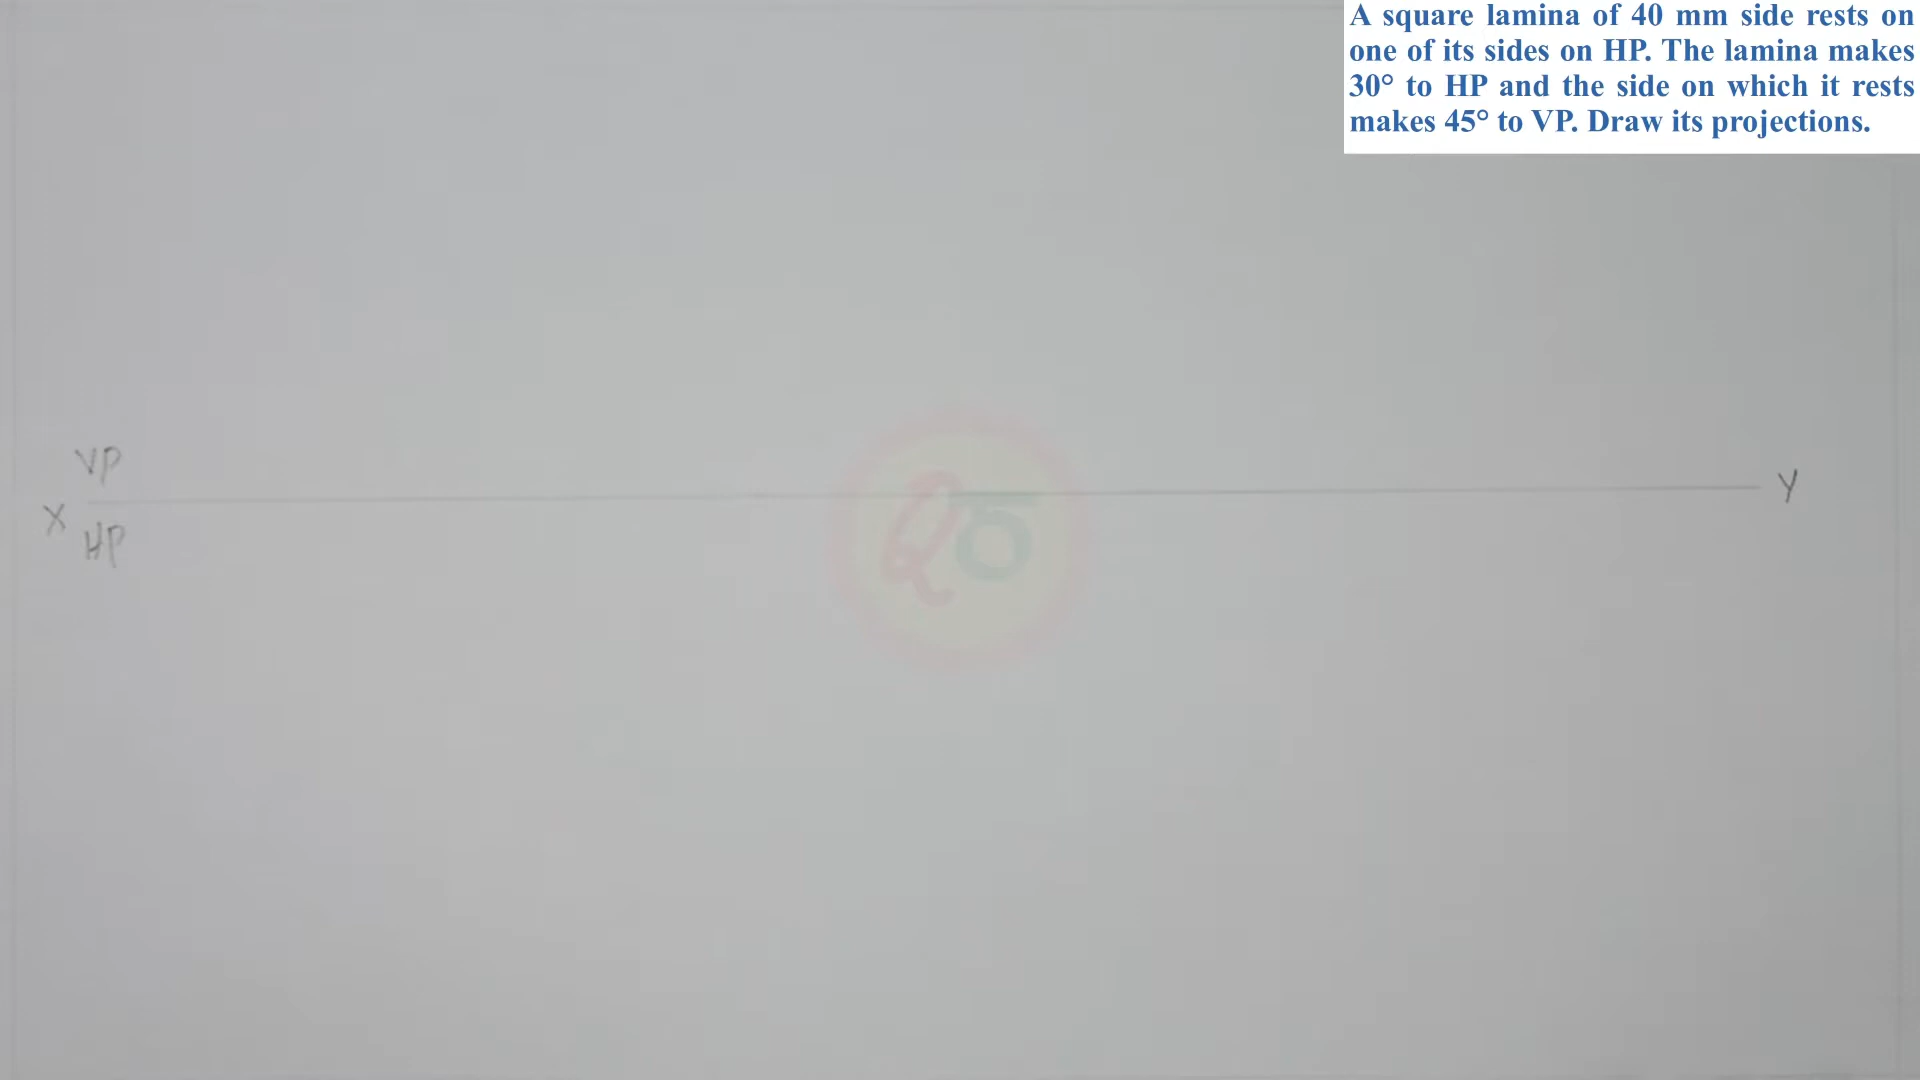 A square lamina of 40 mm side rests on
one of its sides on HP. The lamina makes
30° to HP and the side on which it rests
makes 45° to VP. Draw its projections.
VP
X
HP
Y